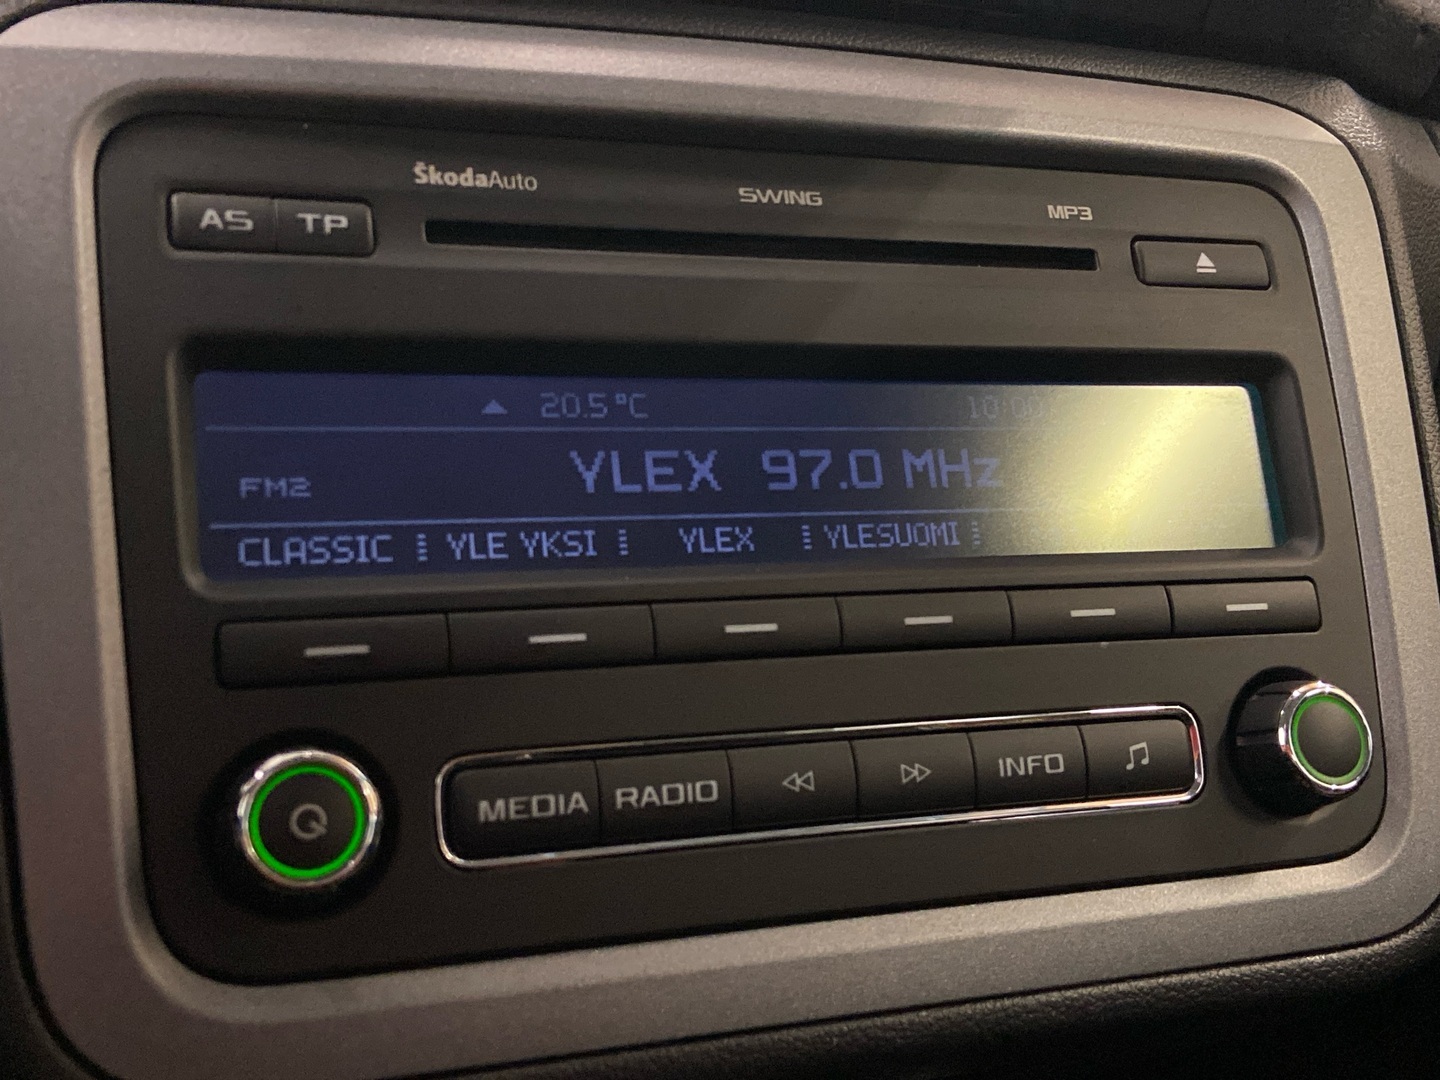 ŠkodaAuto SWING MP3
AS TP
20.5°C
FM2 YLEX 97.0 MHz
CLASSIC YLE YKSI YLEX YLESUOMI
MEDIA RADIO INFO